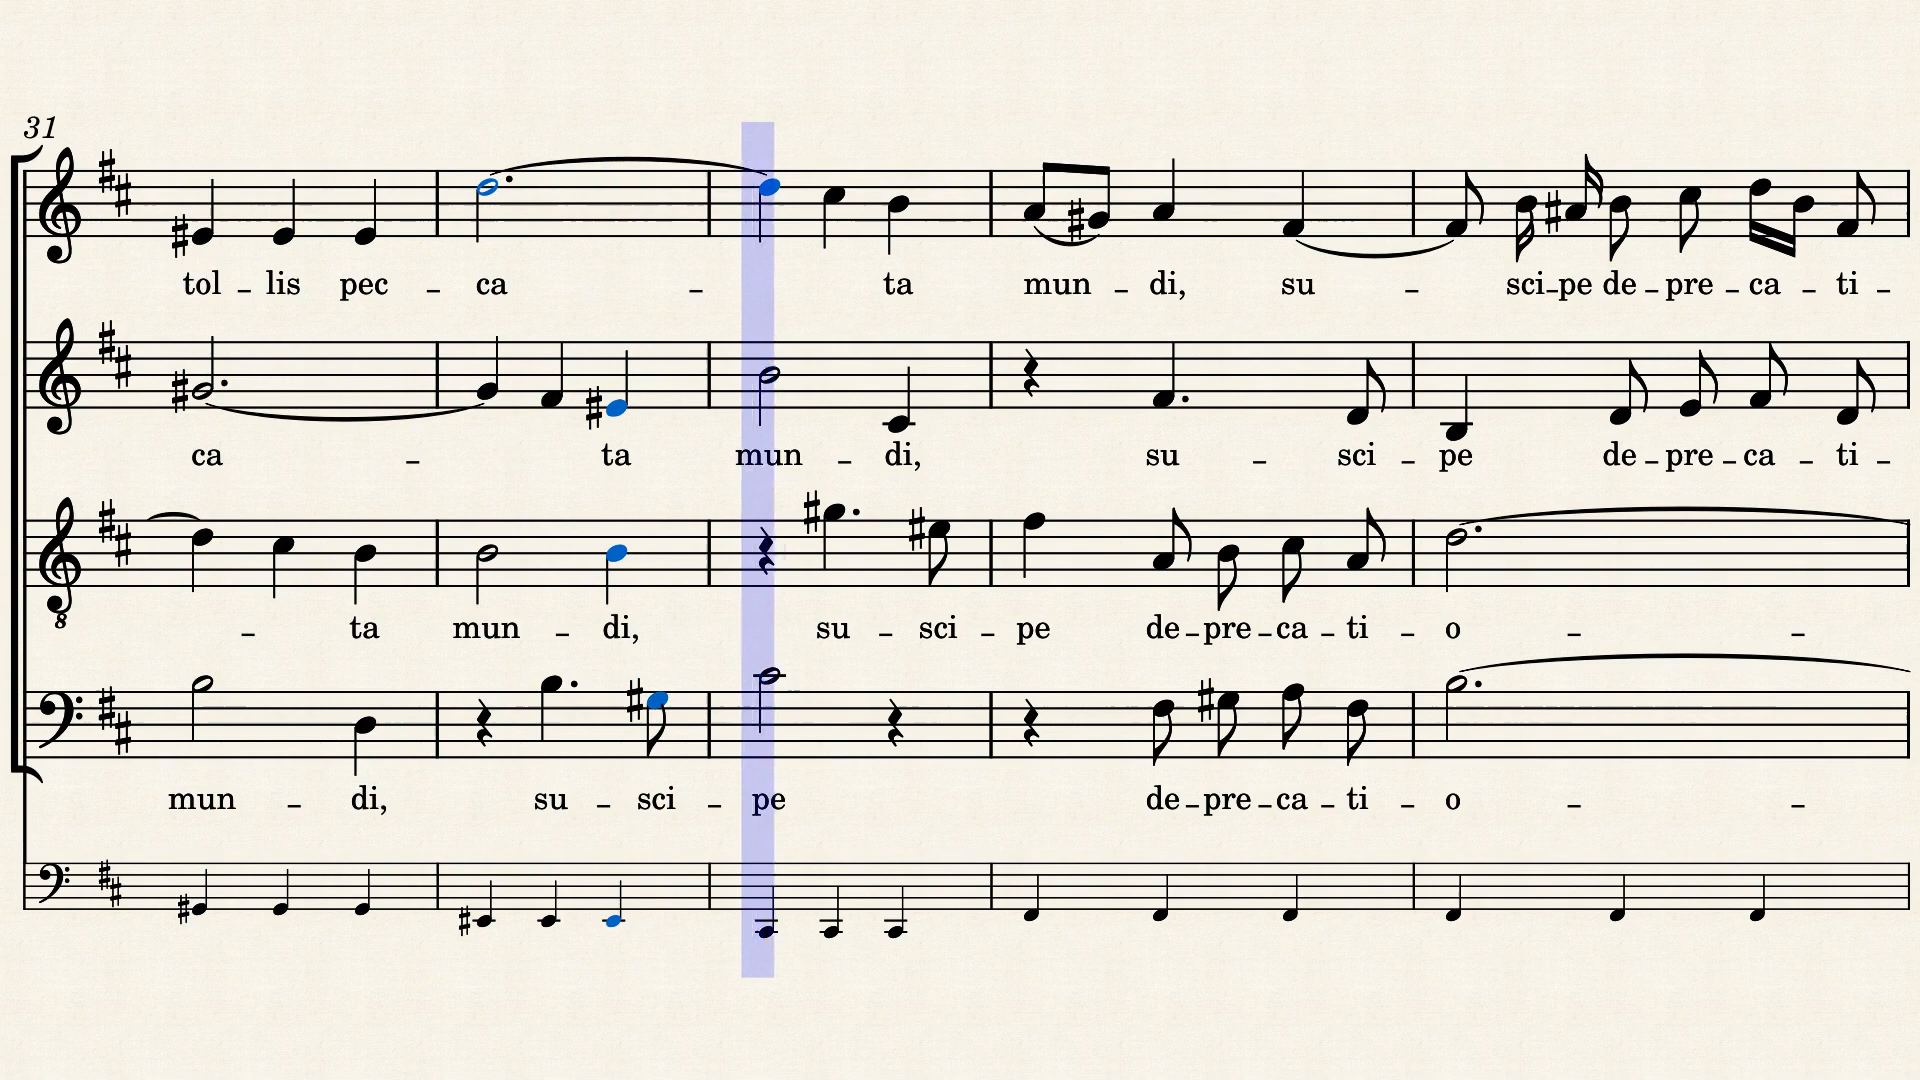 31
tol - lis pec - ca - ta mun - di, su - sci - pe de - pre - ca - ti -
ca - ta mun - di, su - sci - pe de - pre - ca - ti -
8
- ta mun - di, su - sci - pe de - pre - ca - ti - o - -
mun - di, su - sci - pe de - pre - ca - ti - o - -